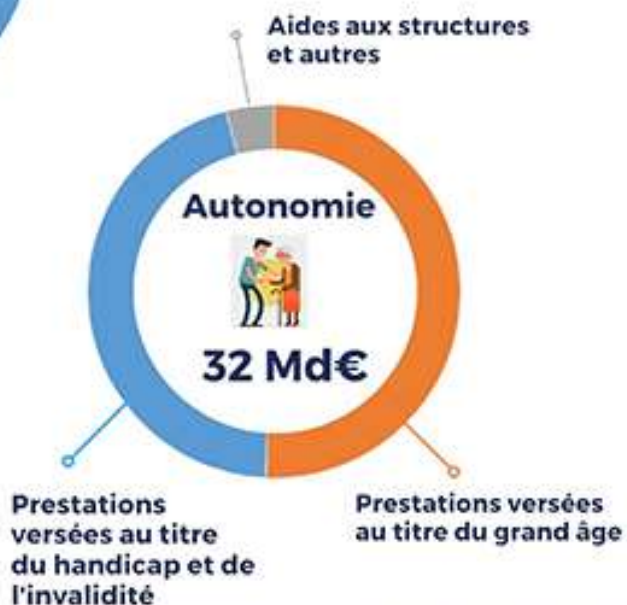 Aides aux structures
et autres
Autonomie
32 Md€
Prestations
versées au titre
du handicap et de
l'invalidité
Prestations versées
au titre du grand âge